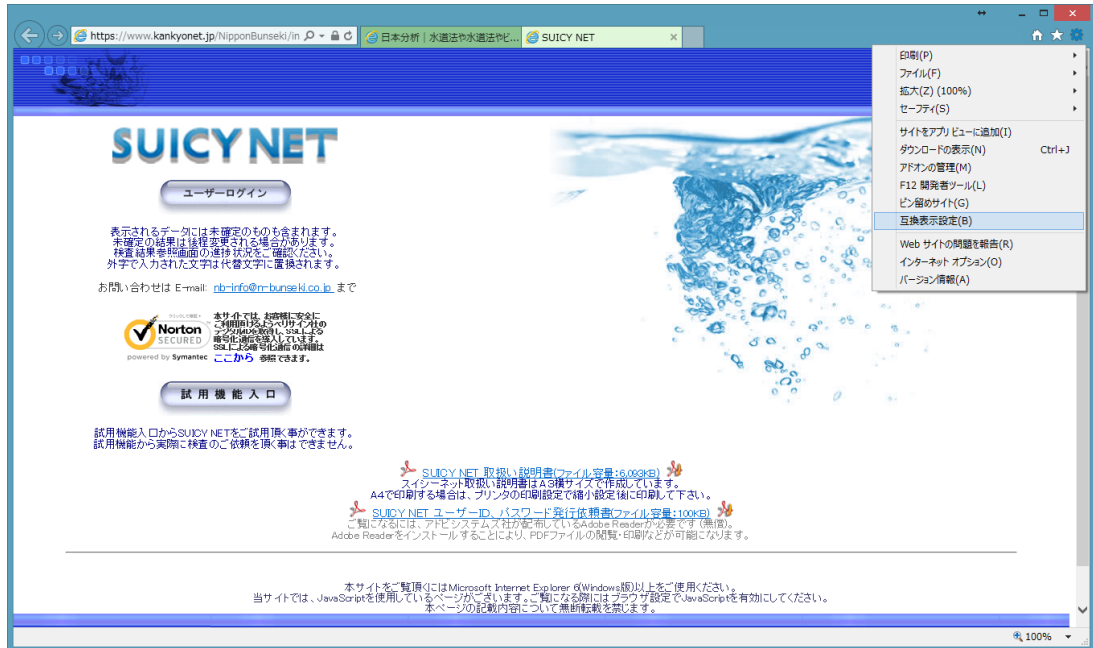 https://www.kankyonet.jp/NipponBunseki/in
日本分析 | 水道法や水道法やビ...
SUICY NET
印刷(P)
ファイル(F)
拡大(Z) (100%)
セーフティ(S)
サイトをアプリ ビューに追加(I)
ダウンロードの表示(N) Ctrl+J
アドオンの管理(M)
F12 開発者ツール(L)
ピン留めサイト(G)
互換表示設定(B)
Web サイトの問題を報告(R)
インターネット オプション(O)
バージョン情報(A)
SUICY NET
ユーザーログイン
表示されるデータには未確定のものも含まれます。
未確定の結果は後程変更される場合があります。
検査結果参照画面の進捗状況をご確認ください。
外字で入力された文字は代替文字に置換されます。
お問い合わせは E-mail: nb-info@n-bunseki.co.jp まで
Norton
SECURED
powered by Symantec
本サイトでは、お客様に安全に
ご利用頂けるようベリサイン社の
デジタルIDを取得し、SSLによる
暗号化通信を導入しています。
SSLによる暗号化通信の詳細は
ここから 参照できます。
試用機能入口
試用機能入口からSUICY NETをご試用頂く事ができます。
試用機能から実際に検査のご依頼を頂く事はできません。
SUICY NET 取扱い説明書(ファイル容量:6,093KB)
スイシーネット取扱い説明書はA3横サイズで作成しています。
A4で印刷する場合は、プリンタの印刷設定で縮小設定後に印刷して下さい。
SUICY NET ユーザーID、パスワード発行依頼書(ファイル容量:100KB)
ご覧になるには、アドビシステムズ社が配布しているAdobe Readerが必要です(無償)。
Adobe Readerをインストールすることにより、PDFファイルの閲覧・印刷などが可能になります。
本サイトをご覧頂くにはMicrosoft Internet Explorer 6(Windows版)以上をご使用ください。
当サイトでは、JavaScriptを使用しているページがございます。ご覧になる際にはブラウザ設定でJavaScriptを有効にしてください。
本ページの記載内容について無断転載を禁じます。
100%